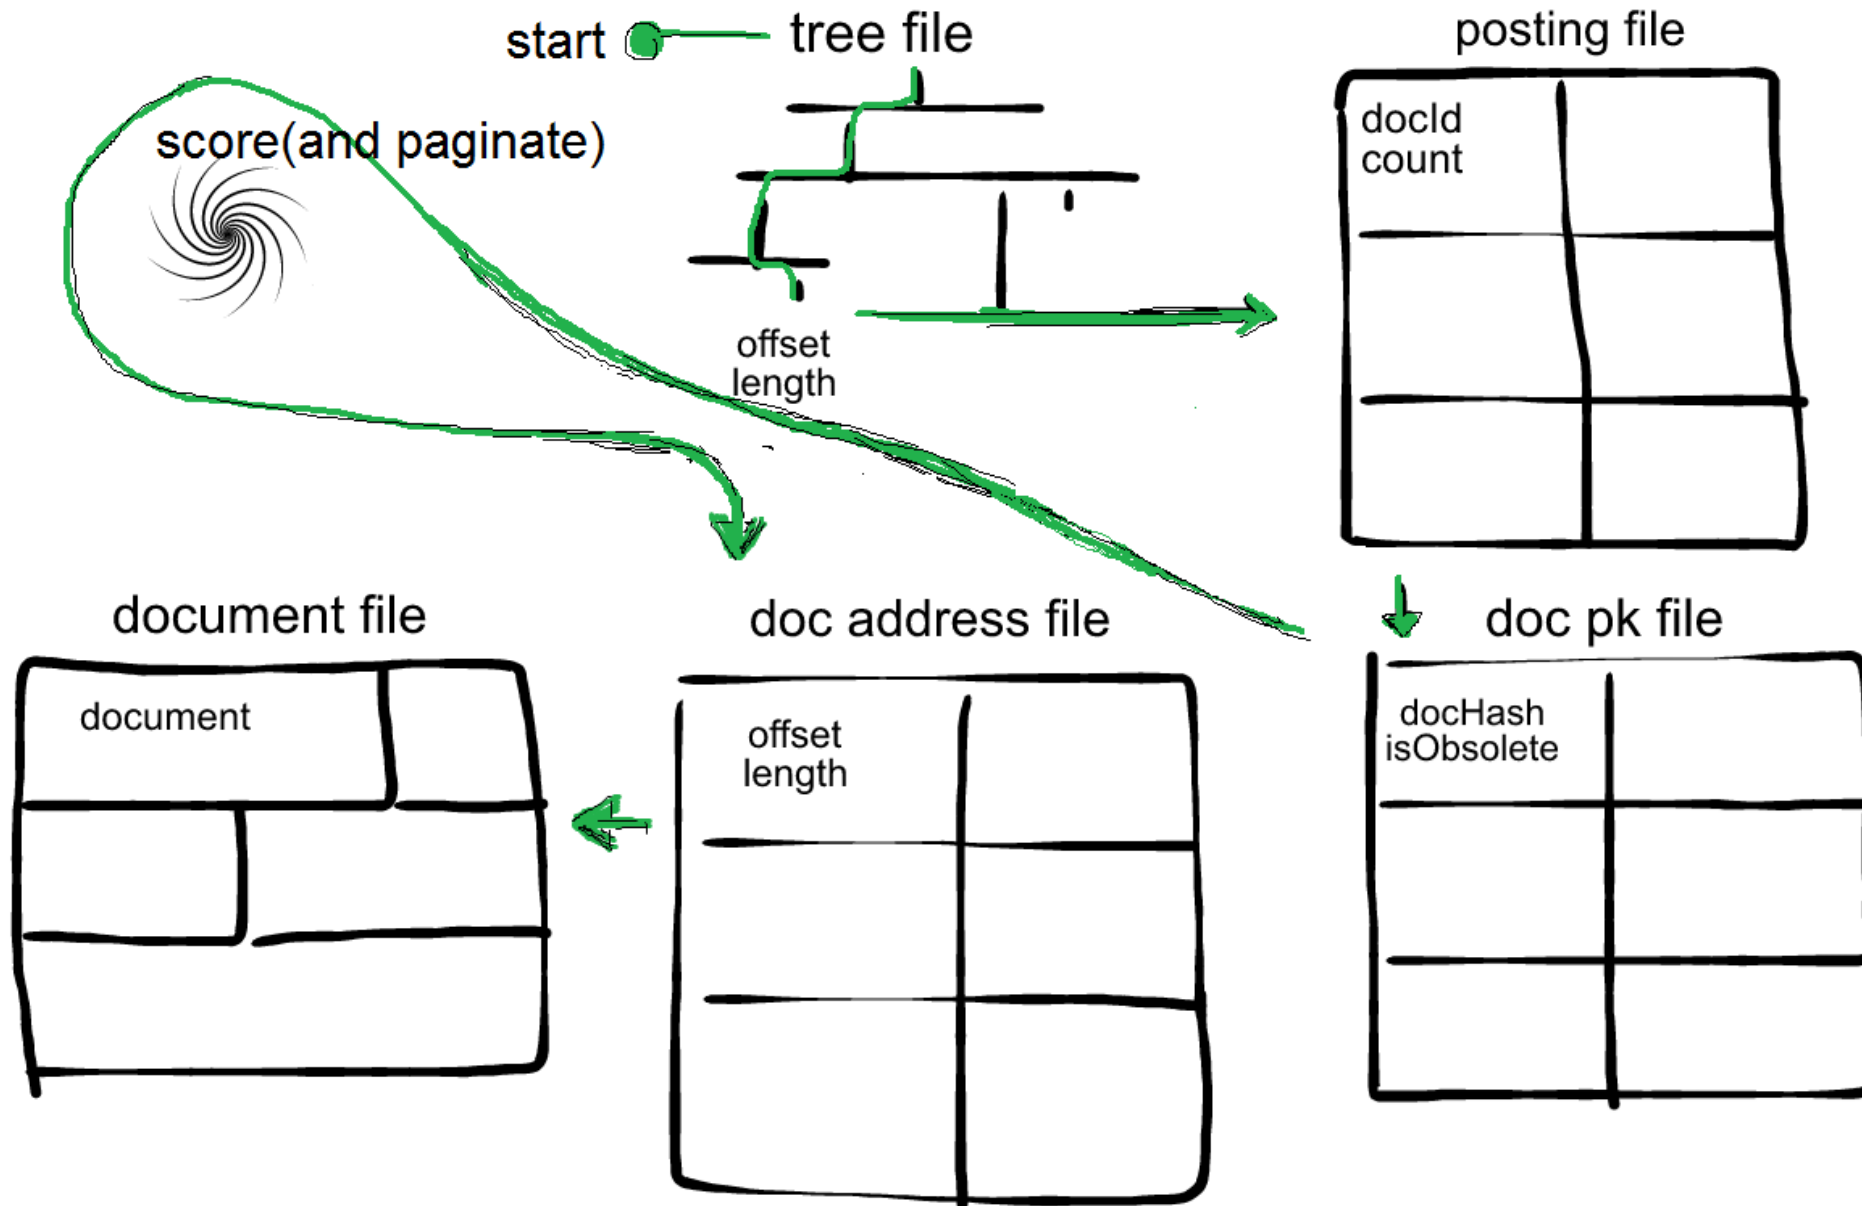 start
tree file
posting file
score(and paginate)
docId
count
offset
length
document file
doc address file
doc pk file
document
offset
length
docHash
isObsolete